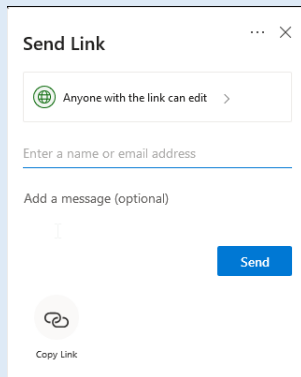 Send Link
Anyone with the link can edit
Enter a name or email address
Add a message (optional)
Send
Copy Link